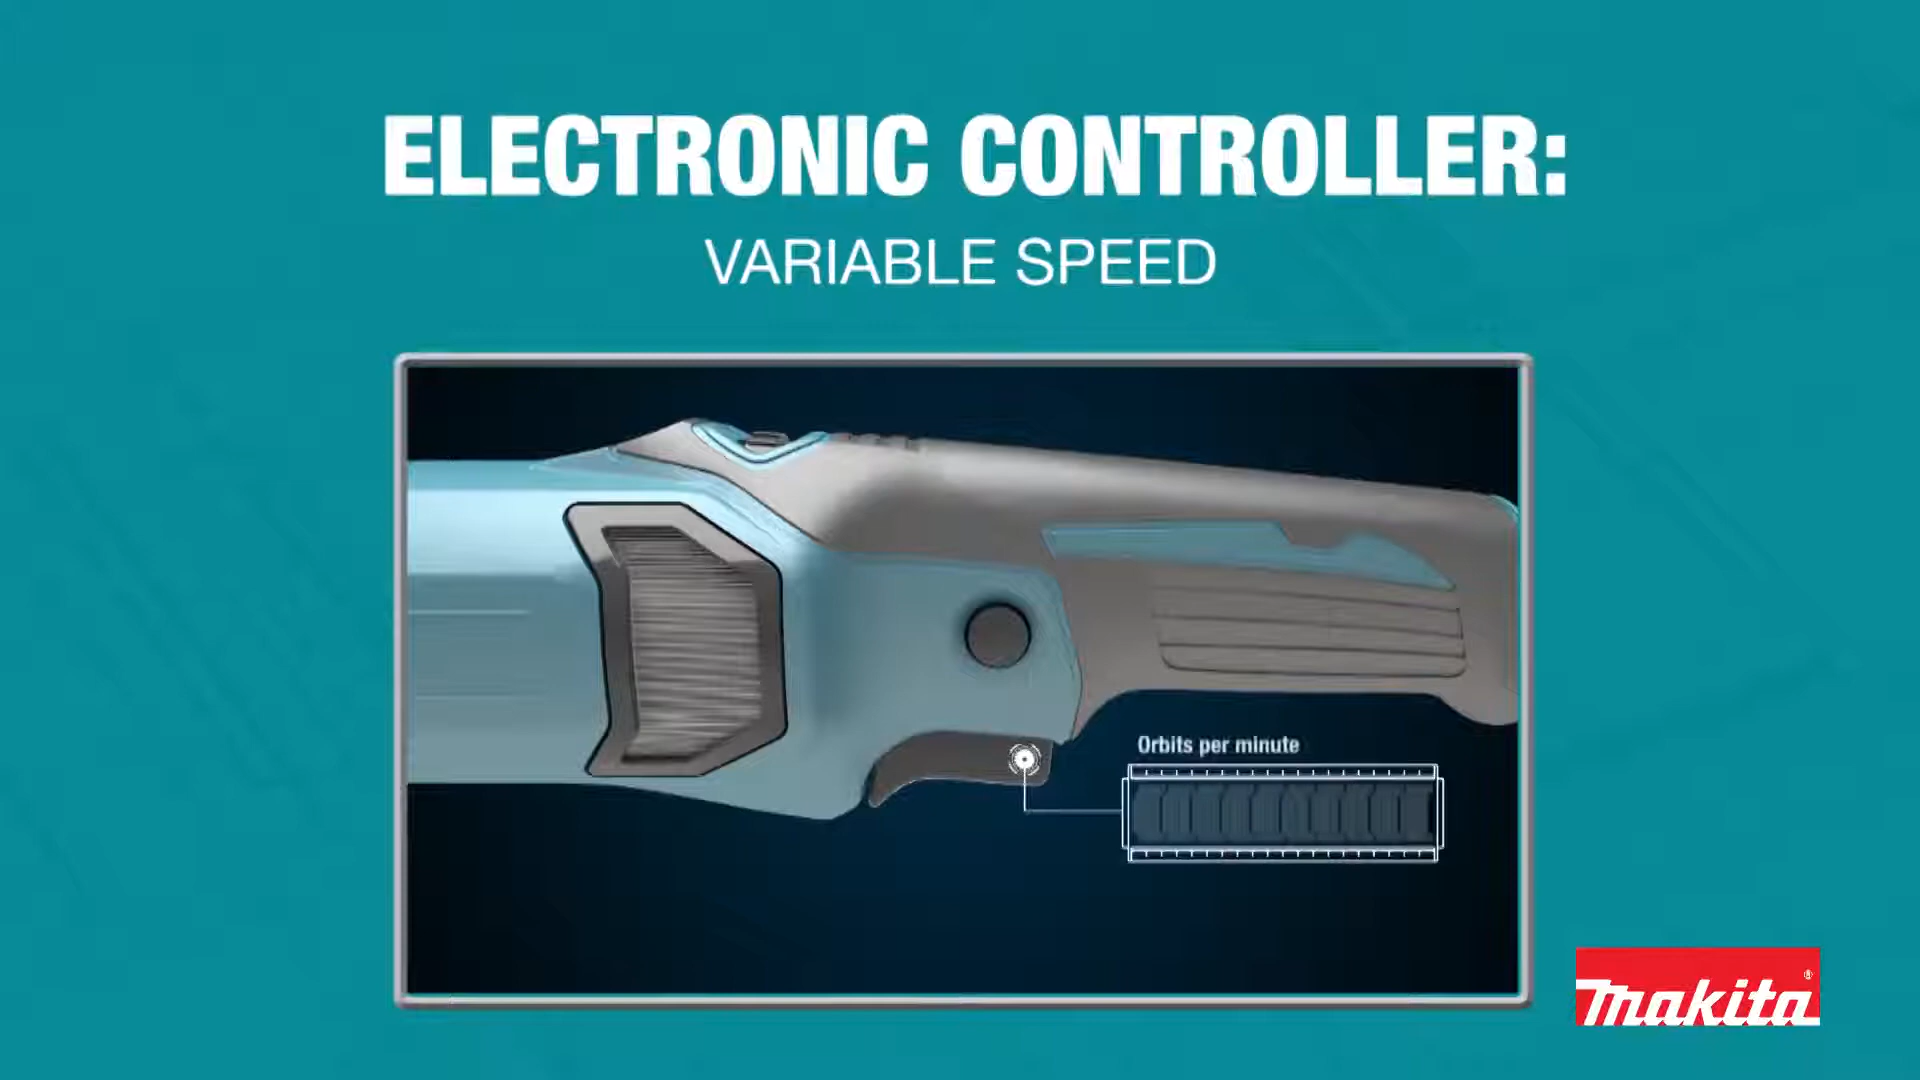 ELECTRONIC CONTROLLER:
VARIABLE SPEED
Orbits per minute
makita®